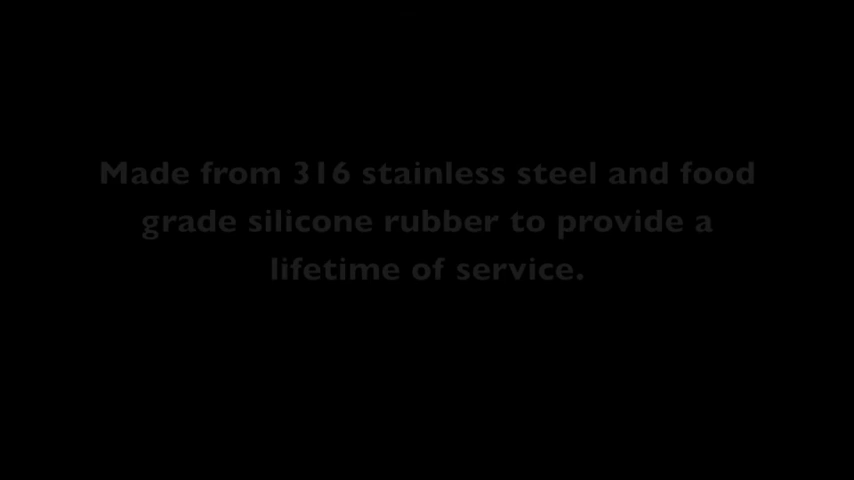 Made from 316 stainless steel and food
grade silicone rubber to provide a
lifetime of service.